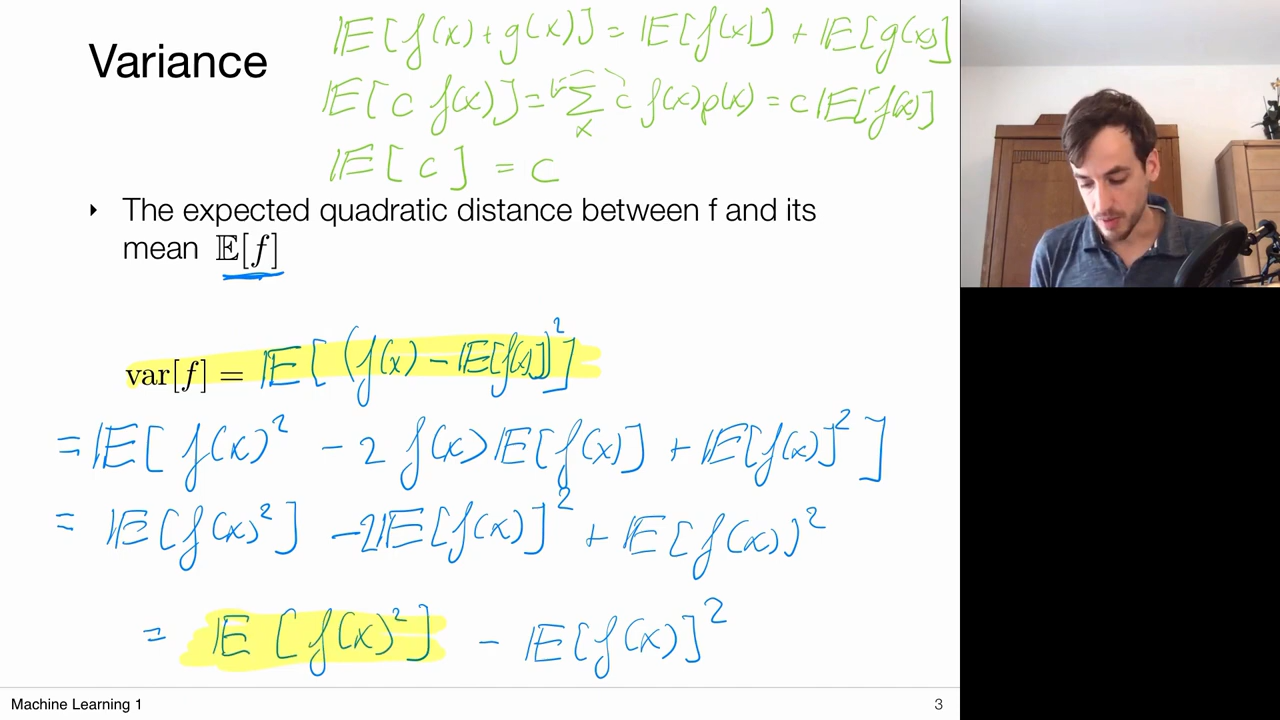 Variance
𝔼[f(x) + g(x)] = 𝔼[f(x)] + 𝔼[g(x)]
𝔼[c f(x)] = ∑ₓ c f(x) p(x) = c 𝔼[f(x)]
𝔼[c] = c
‣ The expected quadratic distance between f and its
mean 𝔼[f]
var[f] = 𝔼[(f(x) − 𝔼[f(x)])²]
= 𝔼[f(x)² − 2 f(x) 𝔼[f(x)] + 𝔼[f(x)]²]
= 𝔼[f(x)²] − 2𝔼[f(x)]² + 𝔼[f(x)]²
= 𝔼[f(x)²] − 𝔼[f(x)]²
Machine Learning 1
3